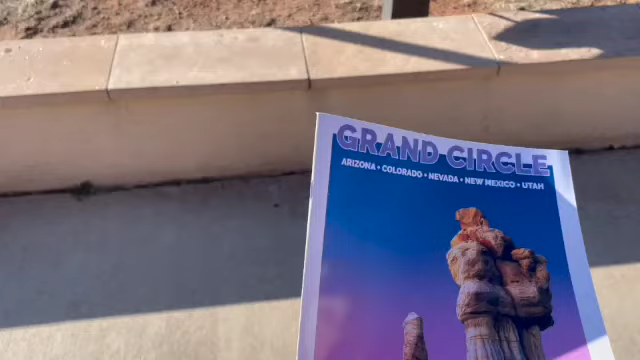 GRAND CIRCLE
ARIZONA • COLORADO • NEVADA • NEW MEXICO • UTAH